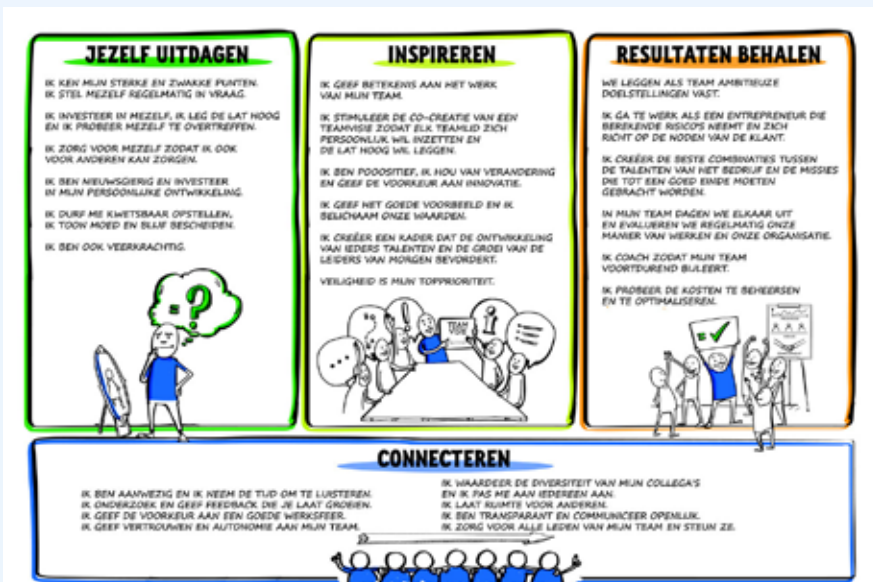 JEZELF UITDAGEN
IK KEN MIJN STERKE EN ZWAKKE PUNTEN.
IK STEL MEZELF REGELMATIG IN VRAAG.
IK INVESTEER IN MEZELF, IK LEG DE LAT HOOG
EN IK PROBEER MEZELF TE OVERTREFFEN.
IK ZORG VOOR MEZELF ZODAT IK OOK
VOOR ANDEREN KAN ZORGEN.
IK BEN NIEUWSGIERIG EN INVESTEER
IN MIJN PERSOONLIJKE ONTWIKKELING.
IK DURF ME KWETSBAAR OPSTELLEN,
IK TOON MOED EN BLIJF BESCHEIDEN.
IK BEN OOK VEERKRACHTIG.
= ?
INSPIREREN
IK GEEF BETEKENIS AAN HET WERK
VAN MIJN TEAM.
IK STIMULEER DE CO-CREATIE VAN EEN
TEAMVISIE ZODAT ELK TEAMLID ZICH
PERSOONLIJK WIL INZETTEN EN
DE LAT HOOG WIL LEGGEN.
IK BEN POOOSITIEF, IK HOU VAN VERANDERING
EN GEEF DE VOORKEUR AAN INNOVATIE.
IK GEEF HET GOEDE VOORBEELD EN IK
BELICHAAM ONZE WAARDEN.
IK CREËER EEN KADER DAT DE ONTWIKKELING
VAN IEDERS TALENTEN EN DE GROEI VAN DE
LEIDERS VAN MORGEN BEVORDERT.
VEILIGHEID IS MIJN TOPPRIORITEIT.
...
!
TEAM
i
RESULTATEN BEHALEN
WE LEGGEN ALS TEAM AMBITIEUZE
DOELSTELLINGEN VAST.
IK GA TE WERK ALS EEN ENTREPRENEUR DIE
BEREKENDE RISICO'S NEEMT EN ZICH
RICHT OP DE NODEN VAN DE KLANT.
IK CREËER DE BESTE COMBINATIES TUSSEN
DE TALENTEN VAN HET BEDRIJF EN DE MISSIES
DIE TOT EEN GOED EINDE MOETEN
GEBRACHT WORDEN.
IN MIJN TEAM DAGEN WE ELKAAR UIT
EN EVALUEREN WE REGELMATIG ONZE
MANIER VAN WERKEN EN ONZE ORGANISATIE.
IK COACH ZODAT MIJN TEAM
VOORTDUREND BIJLEERT.
IK PROBEER DE KOSTEN TE BEHEERSEN
EN TE OPTIMALISEREN.
= ✓
CONNECTEREN
IK BEN AANWEZIG EN IK NEEM DE TIJD OM TE LUISTEREN.
IK ONDERZOEK EN GEEF FEEDBACK DIE JE LAAT GROEIEN.
IK GEEF DE VOORKEUR AAN EEN GOEDE WERKSFEER.
IK GEEF VERTROUWEN EN AUTONOMIE AAN MIJN TEAM.
IK WAARDEER DE DIVERSITEIT VAN MIJN COLLEGA'S
EN IK PAS ME AAN IEDEREEN AAN.
IK LAAT RUIMTE VOOR ANDEREN.
IK BEN TRANSPARANT EN COMMUNICEER OPENLIJK.
IK ZORG VOOR ALLE LEDEN VAN MIJN TEAM EN STEUN ZE.